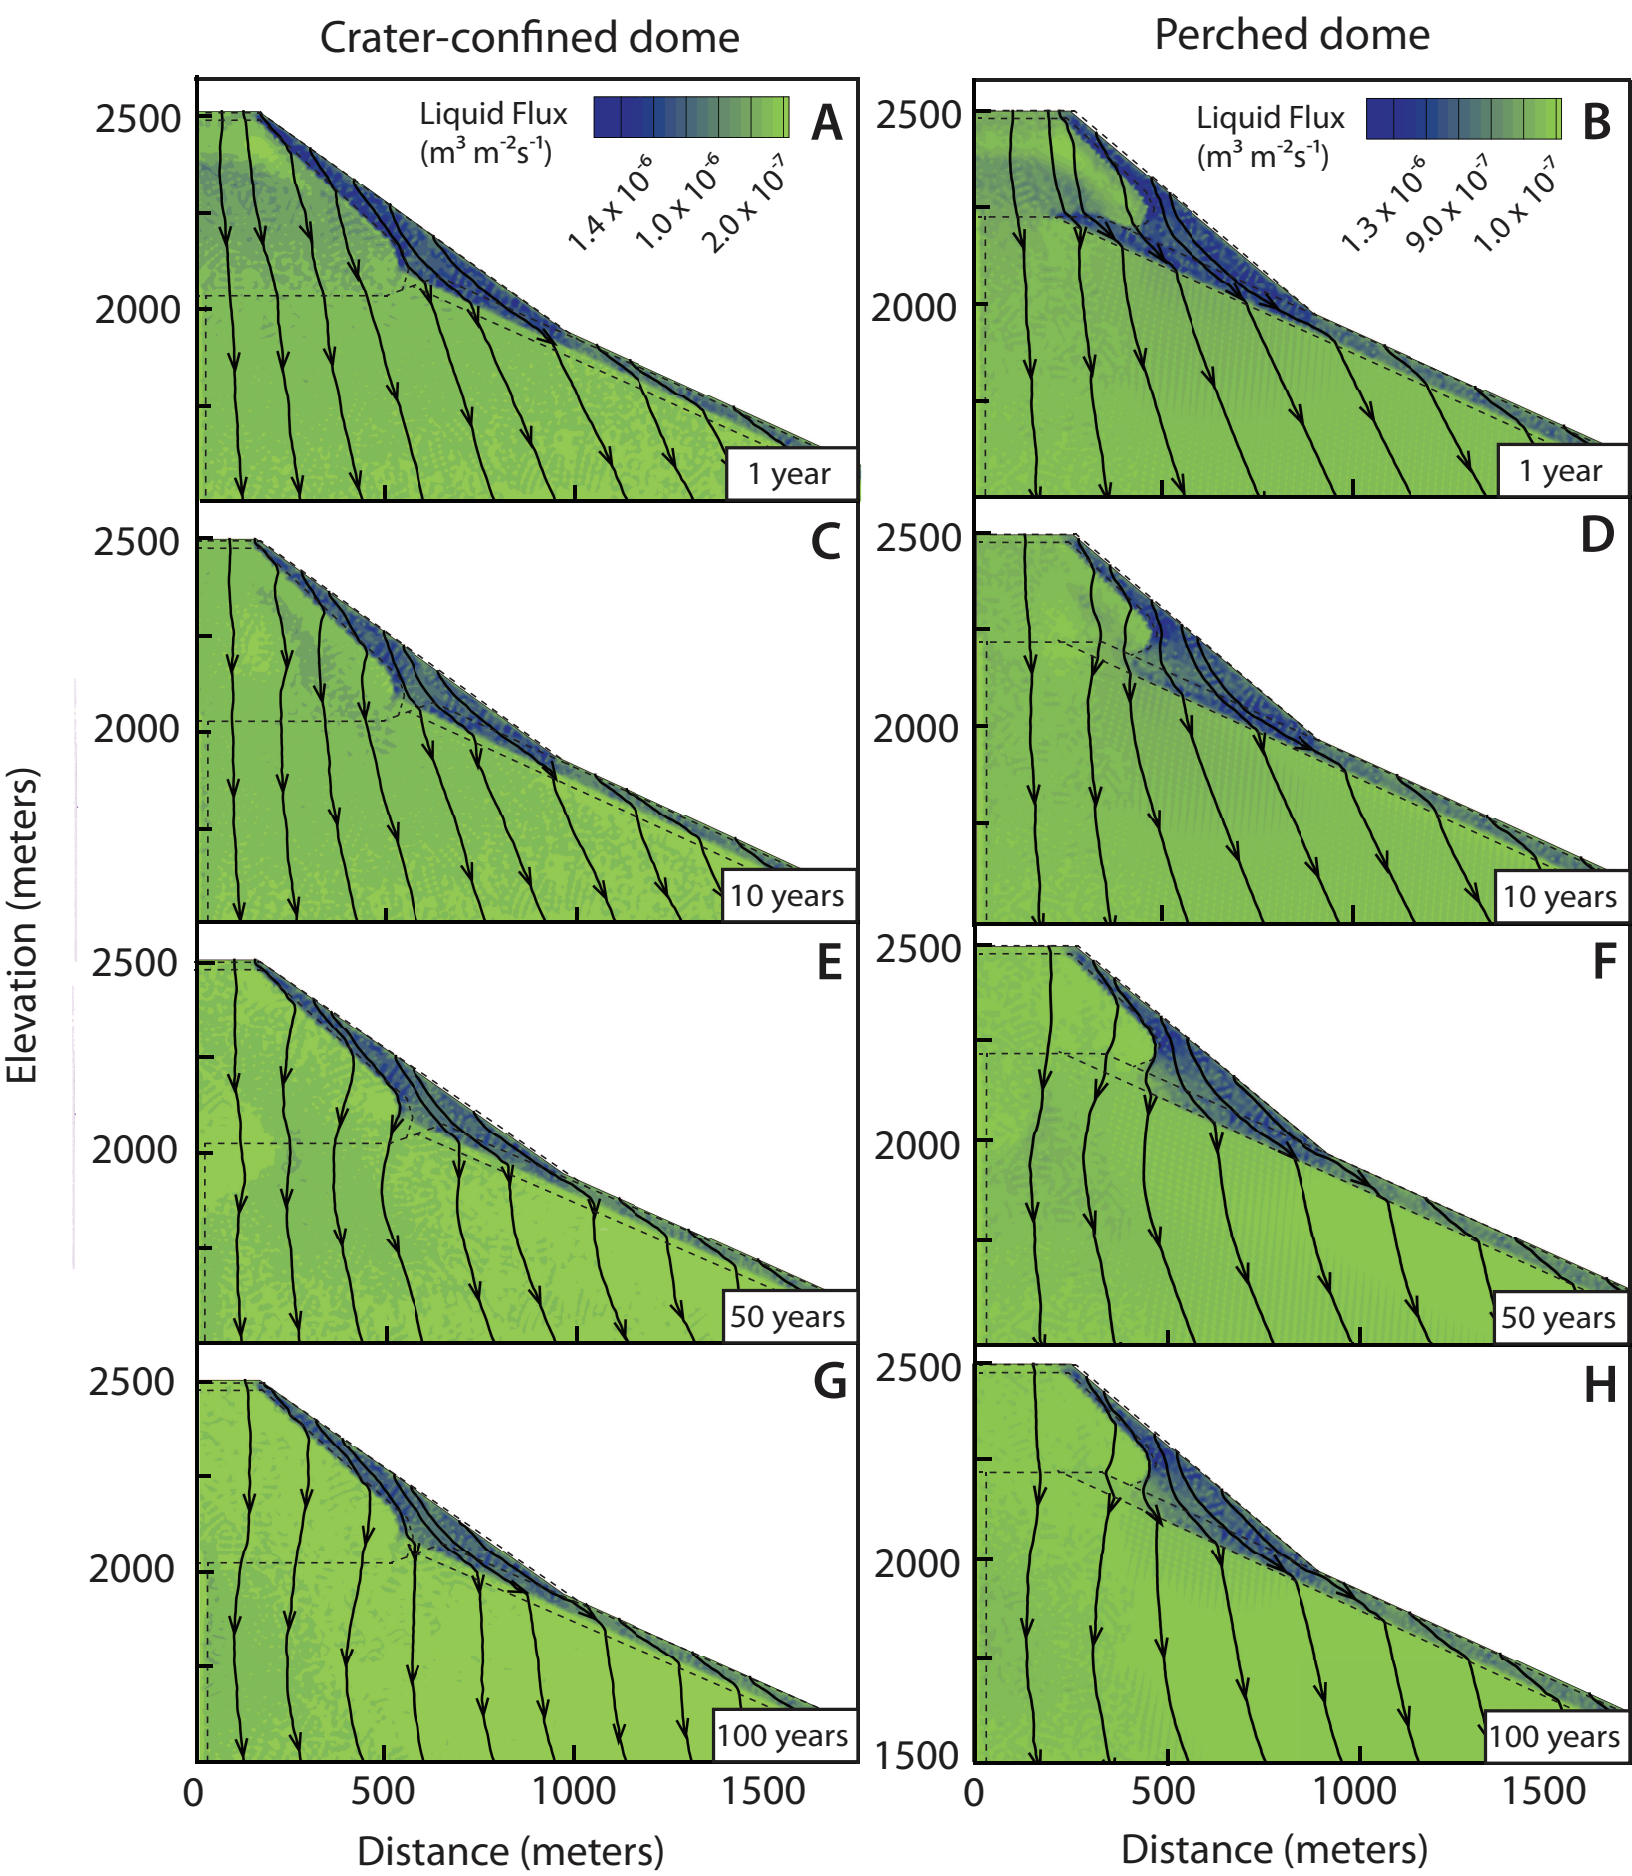 Crater-confined dome
Perched dome
2500
2000
Liquid Flux
(m³ m⁻²s⁻¹)
1.4 x 10⁻⁶
1.0 x 10⁻⁶
2.0 x 10⁻⁷
A
1 year
2500
2000
Liquid Flux
(m³ m⁻²s⁻¹)
1.3 x 10⁻⁶
9.0 x 10⁻⁷
1.0 x 10⁻⁷
B
1 year
2500
2000
C
10 years
2500
2000
D
10 years
Elevation (meters)
2500
2000
E
50 years
2500
2000
F
50 years
2500
2000
G
100 years
2500
2000
1500
H
100 years
0 500 1000 1500
0 500 1000 1500
Distance (meters)
Distance (meters)